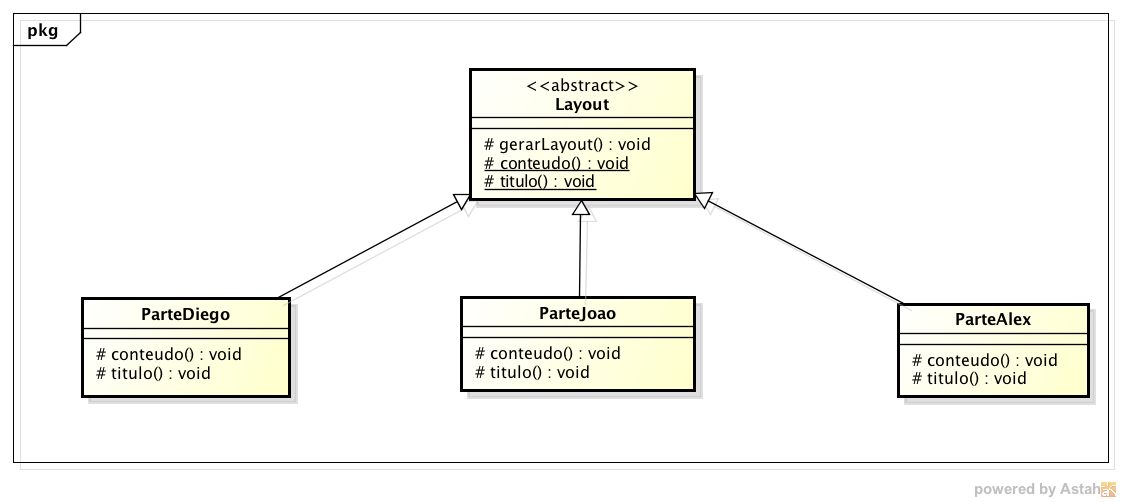 pkg
<<abstract>>
Layout
# gerarLayout() : void
# conteudo() : void
# titulo() : void
ParteDiego
# conteudo() : void
# titulo() : void
ParteJoao
# conteudo() : void
# titulo() : void
ParteAlex
# conteudo() : void
# titulo() : void
powered by Astah